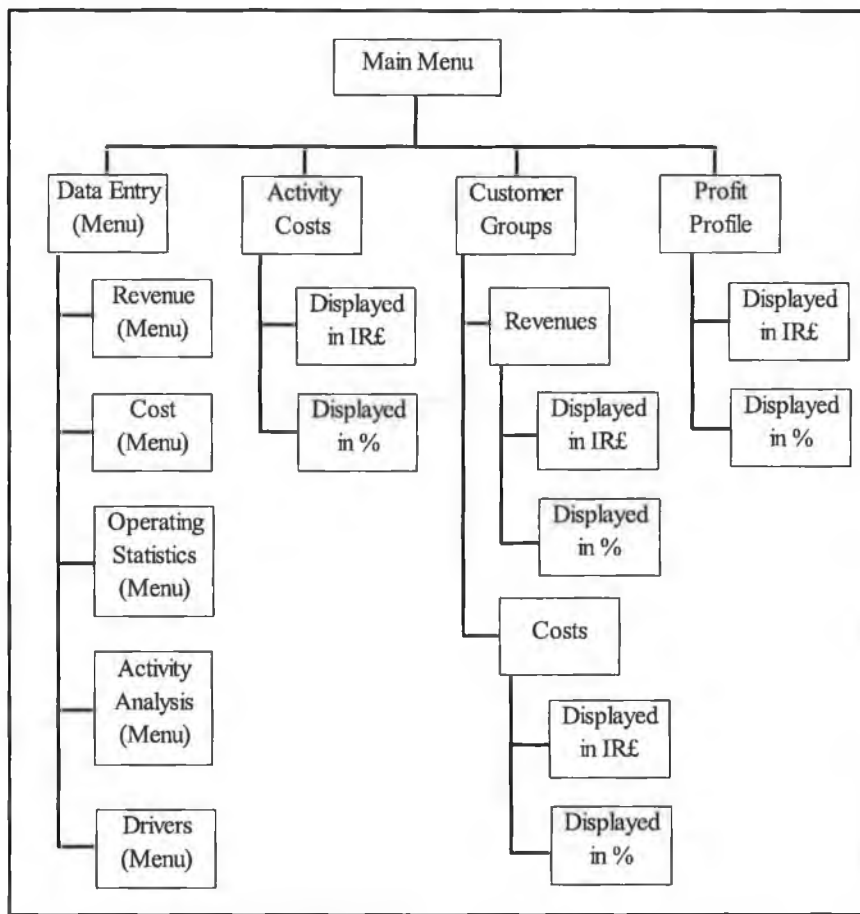 Main Menu
Data Entry
(Menu)
Revenue
(Menu)
Cost
(Menu)
Operating
Statistics
(Menu)
Activity
Analysis
(Menu)
Drivers
(Menu)
Activity
Costs
Displayed
in IR£
Displayed
in %
Customer
Groups
Revenues
Displayed
in IR£
Displayed
in %
Costs
Displayed
in IR£
Displayed
in %
Profit
Profile
Displayed
in IR£
Displayed
in %